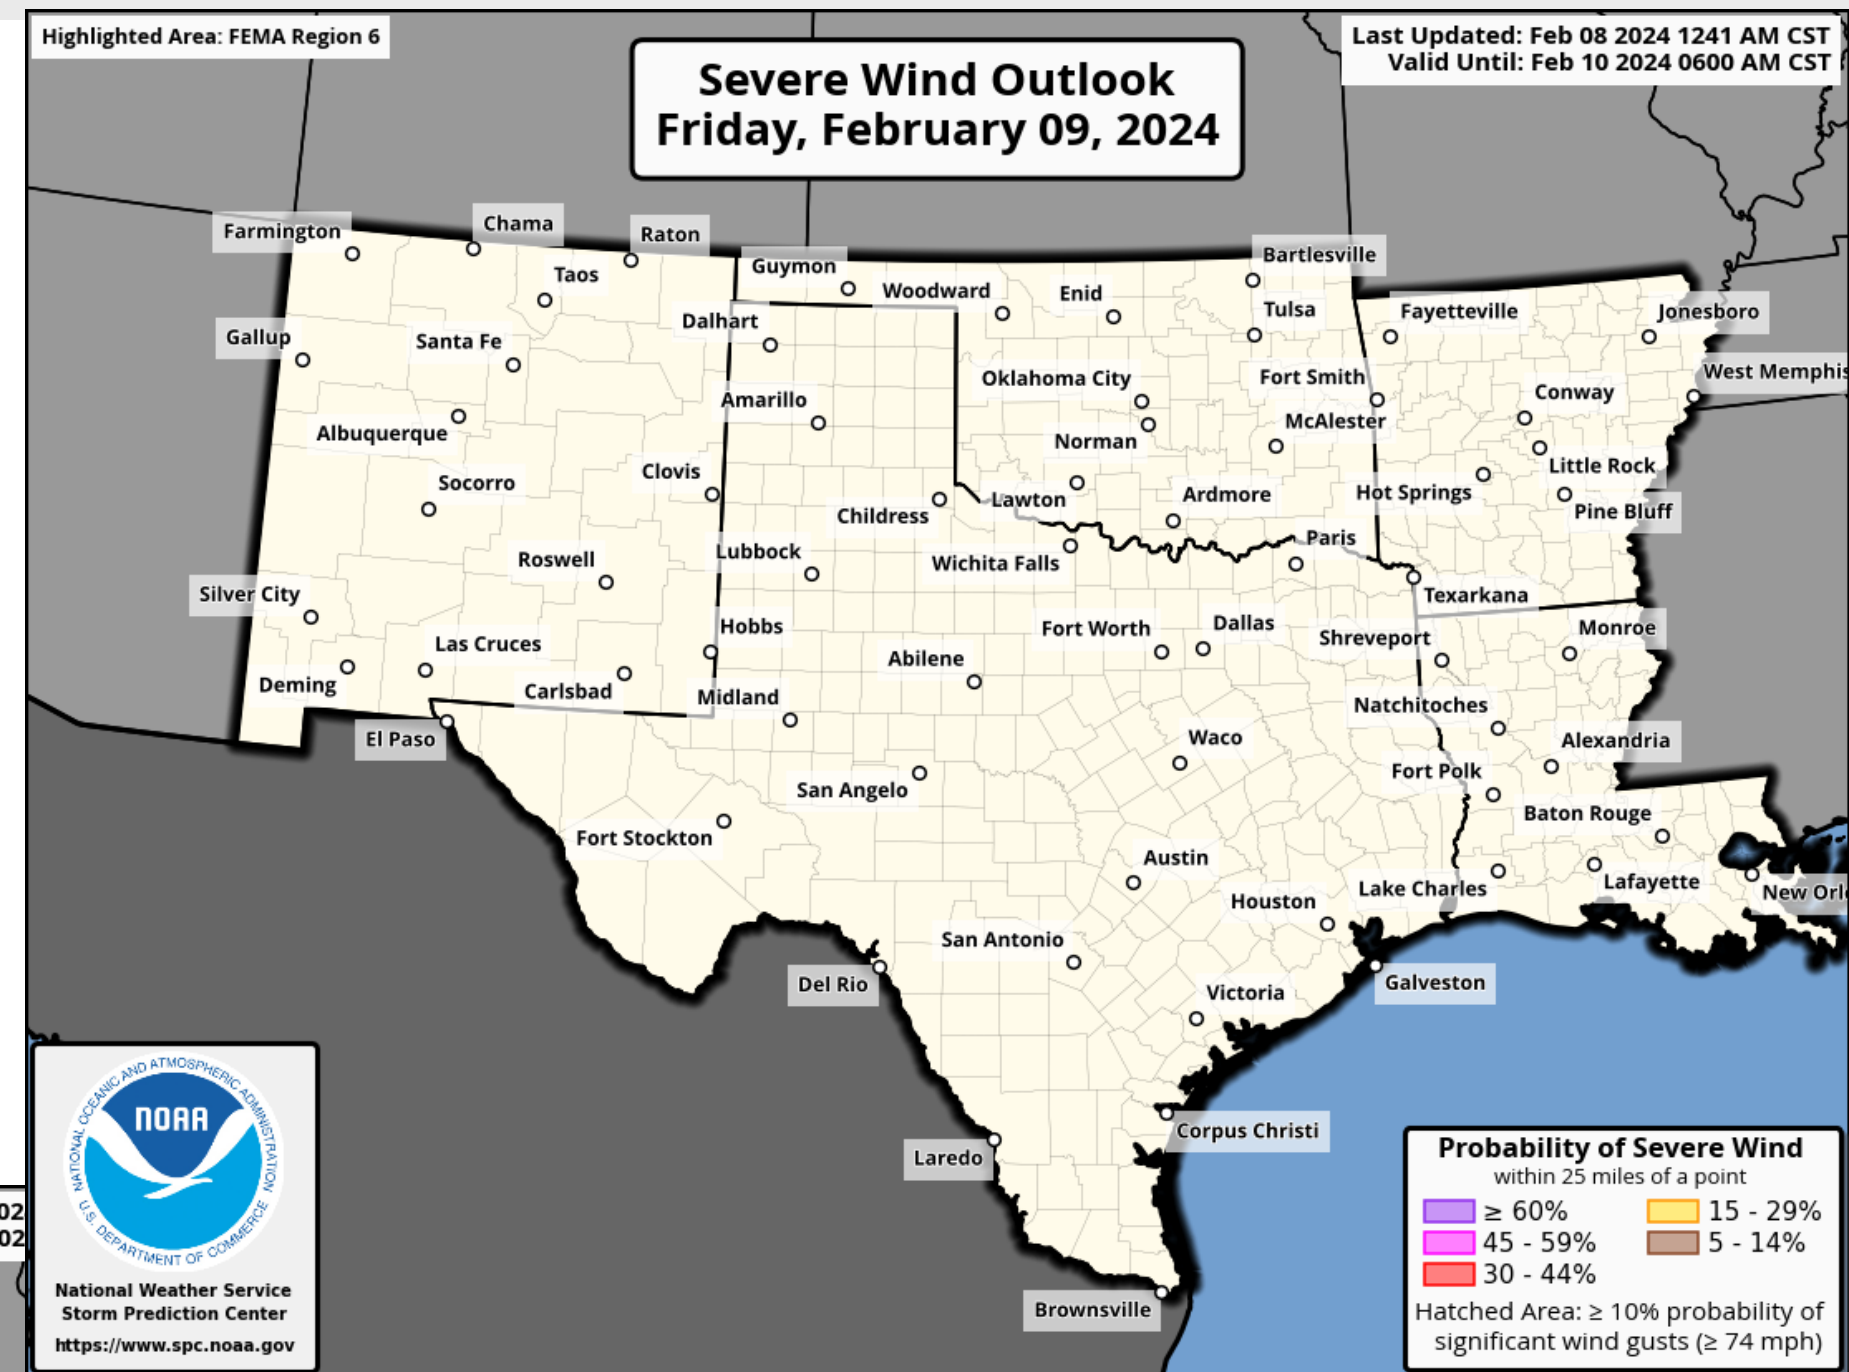 Highlighted Area: FEMA Region 6
Last Updated: Feb 08 2024 1241 AM CST
Valid Until: Feb 10 2024 0600 AM CST
Severe Wind Outlook
Friday, February 09, 2024
Farmington
Chama
Raton
Guymon
Bartlesville
Taos
Woodward
Enid
Tulsa
Fayetteville
Jonesboro
Gallup
Santa Fe
Dalhart
Oklahoma City
Fort Smith
West Memphis
Amarillo
Conway
Albuquerque
Norman
McAlester
Little Rock
Socorro
Clovis
Childress
Lawton
Ardmore
Hot Springs
Pine Bluff
Roswell
Lubbock
Wichita Falls
Paris
Silver City
Texarkana
Las Cruces
Hobbs
Abilene
Fort Worth
Dallas
Shreveport
Monroe
Deming
Carlsbad
Midland
Natchitoches
El Paso
Waco
Alexandria
San Angelo
Fort Polk
Fort Stockton
Baton Rouge
Austin
Lake Charles
Lafayette
New Orl
Houston
San Antonio
Del Rio
Victoria
Galveston
Corpus Christi
Laredo
Brownsville
NATIONAL OCEANIC AND ATMOSPHERIC ADMINISTRATION
NOAA
U.S. DEPARTMENT OF COMMERCE
National Weather Service
Storm Prediction Center
https://www.spc.noaa.gov
02
02
Probability of Severe Wind
within 25 miles of a point
≥ 60%
15 - 29%
45 - 59%
5 - 14%
30 - 44%
Hatched Area: ≥ 10% probability of
significant wind gusts (≥ 74 mph)